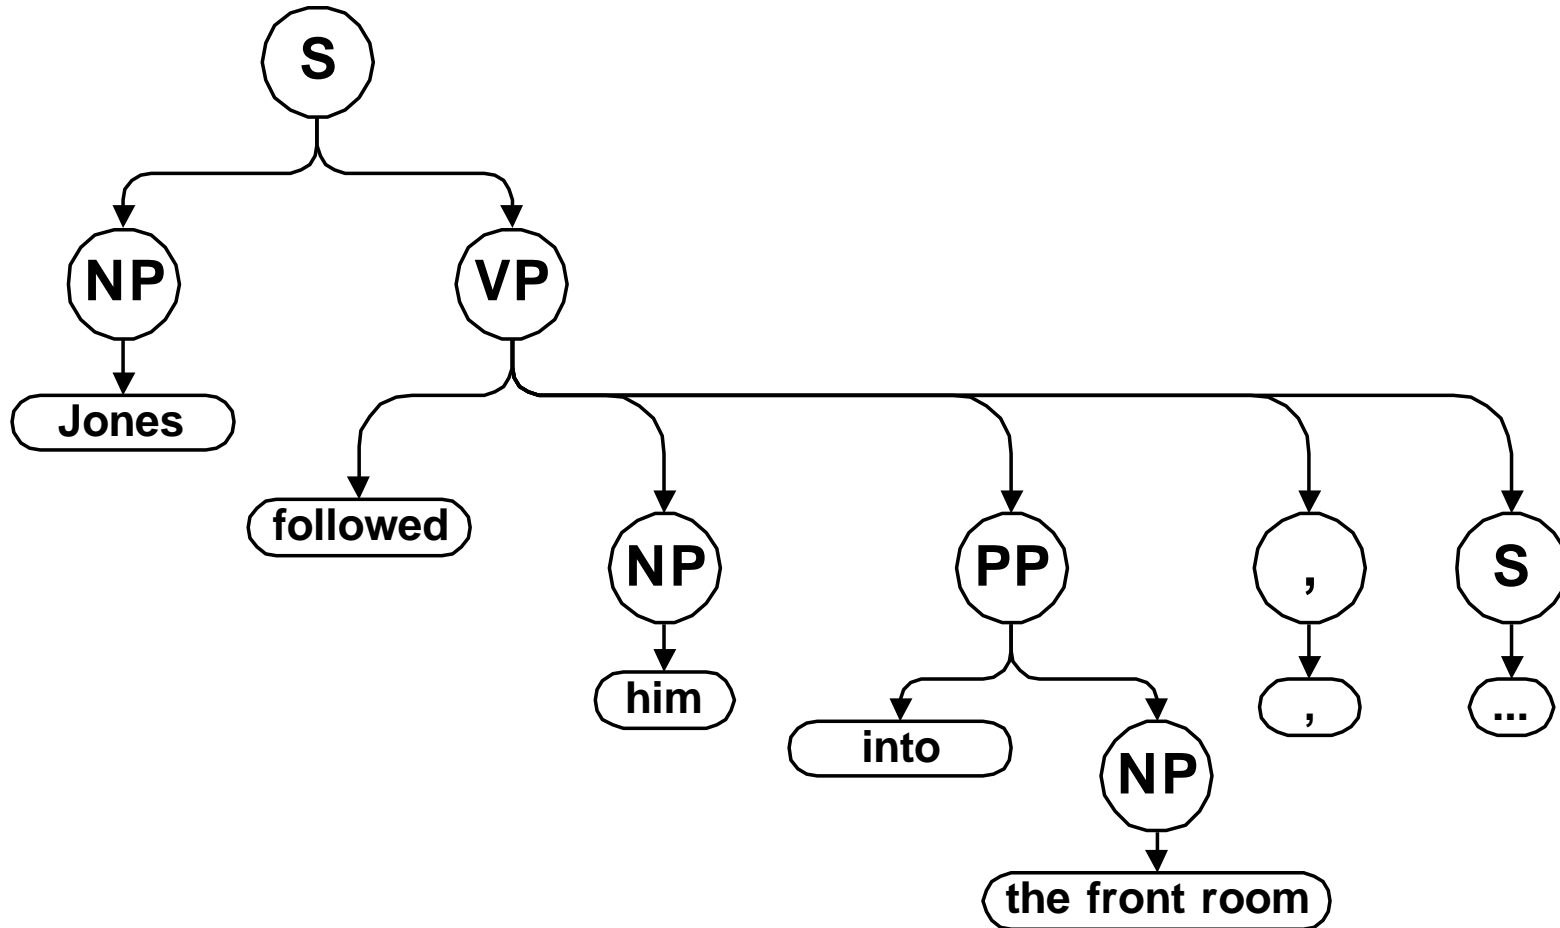 S
NP
VP
Jones
followed
NP
PP
,
S
him
into
NP
,
...
the front room